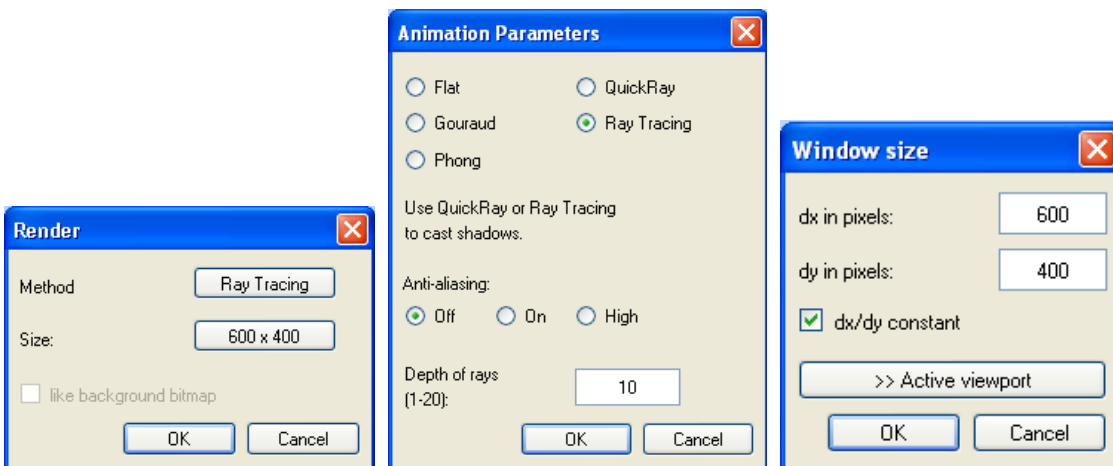 Render
Method Ray Tracing
Size: 600 x 400
like background bitmap
OK Cancel
Animation Parameters
Flat QuickRay
Gouraud Ray Tracing
Phong
Use QuickRay or Ray Tracing
to cast shadows.
Anti-aliasing:
Off On High
Depth of rays
(1-20): 10
OK Cancel
Window size
dx in pixels: 600
dy in pixels: 400
dx/dy constant
>> Active viewport
OK Cancel